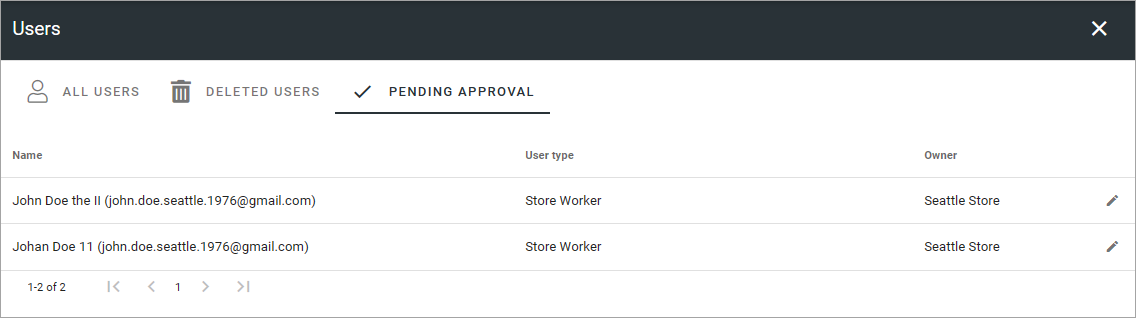 Users
ALL USERS DELETED USERS PENDING APPROVAL
Name User type Owner
John Doe the II (john.doe.seattle.1976@gmail.com) Store Worker Seattle Store
Johan Doe 11 (john.doe.seattle.1976@gmail.com) Store Worker Seattle Store
1-2 of 2 1